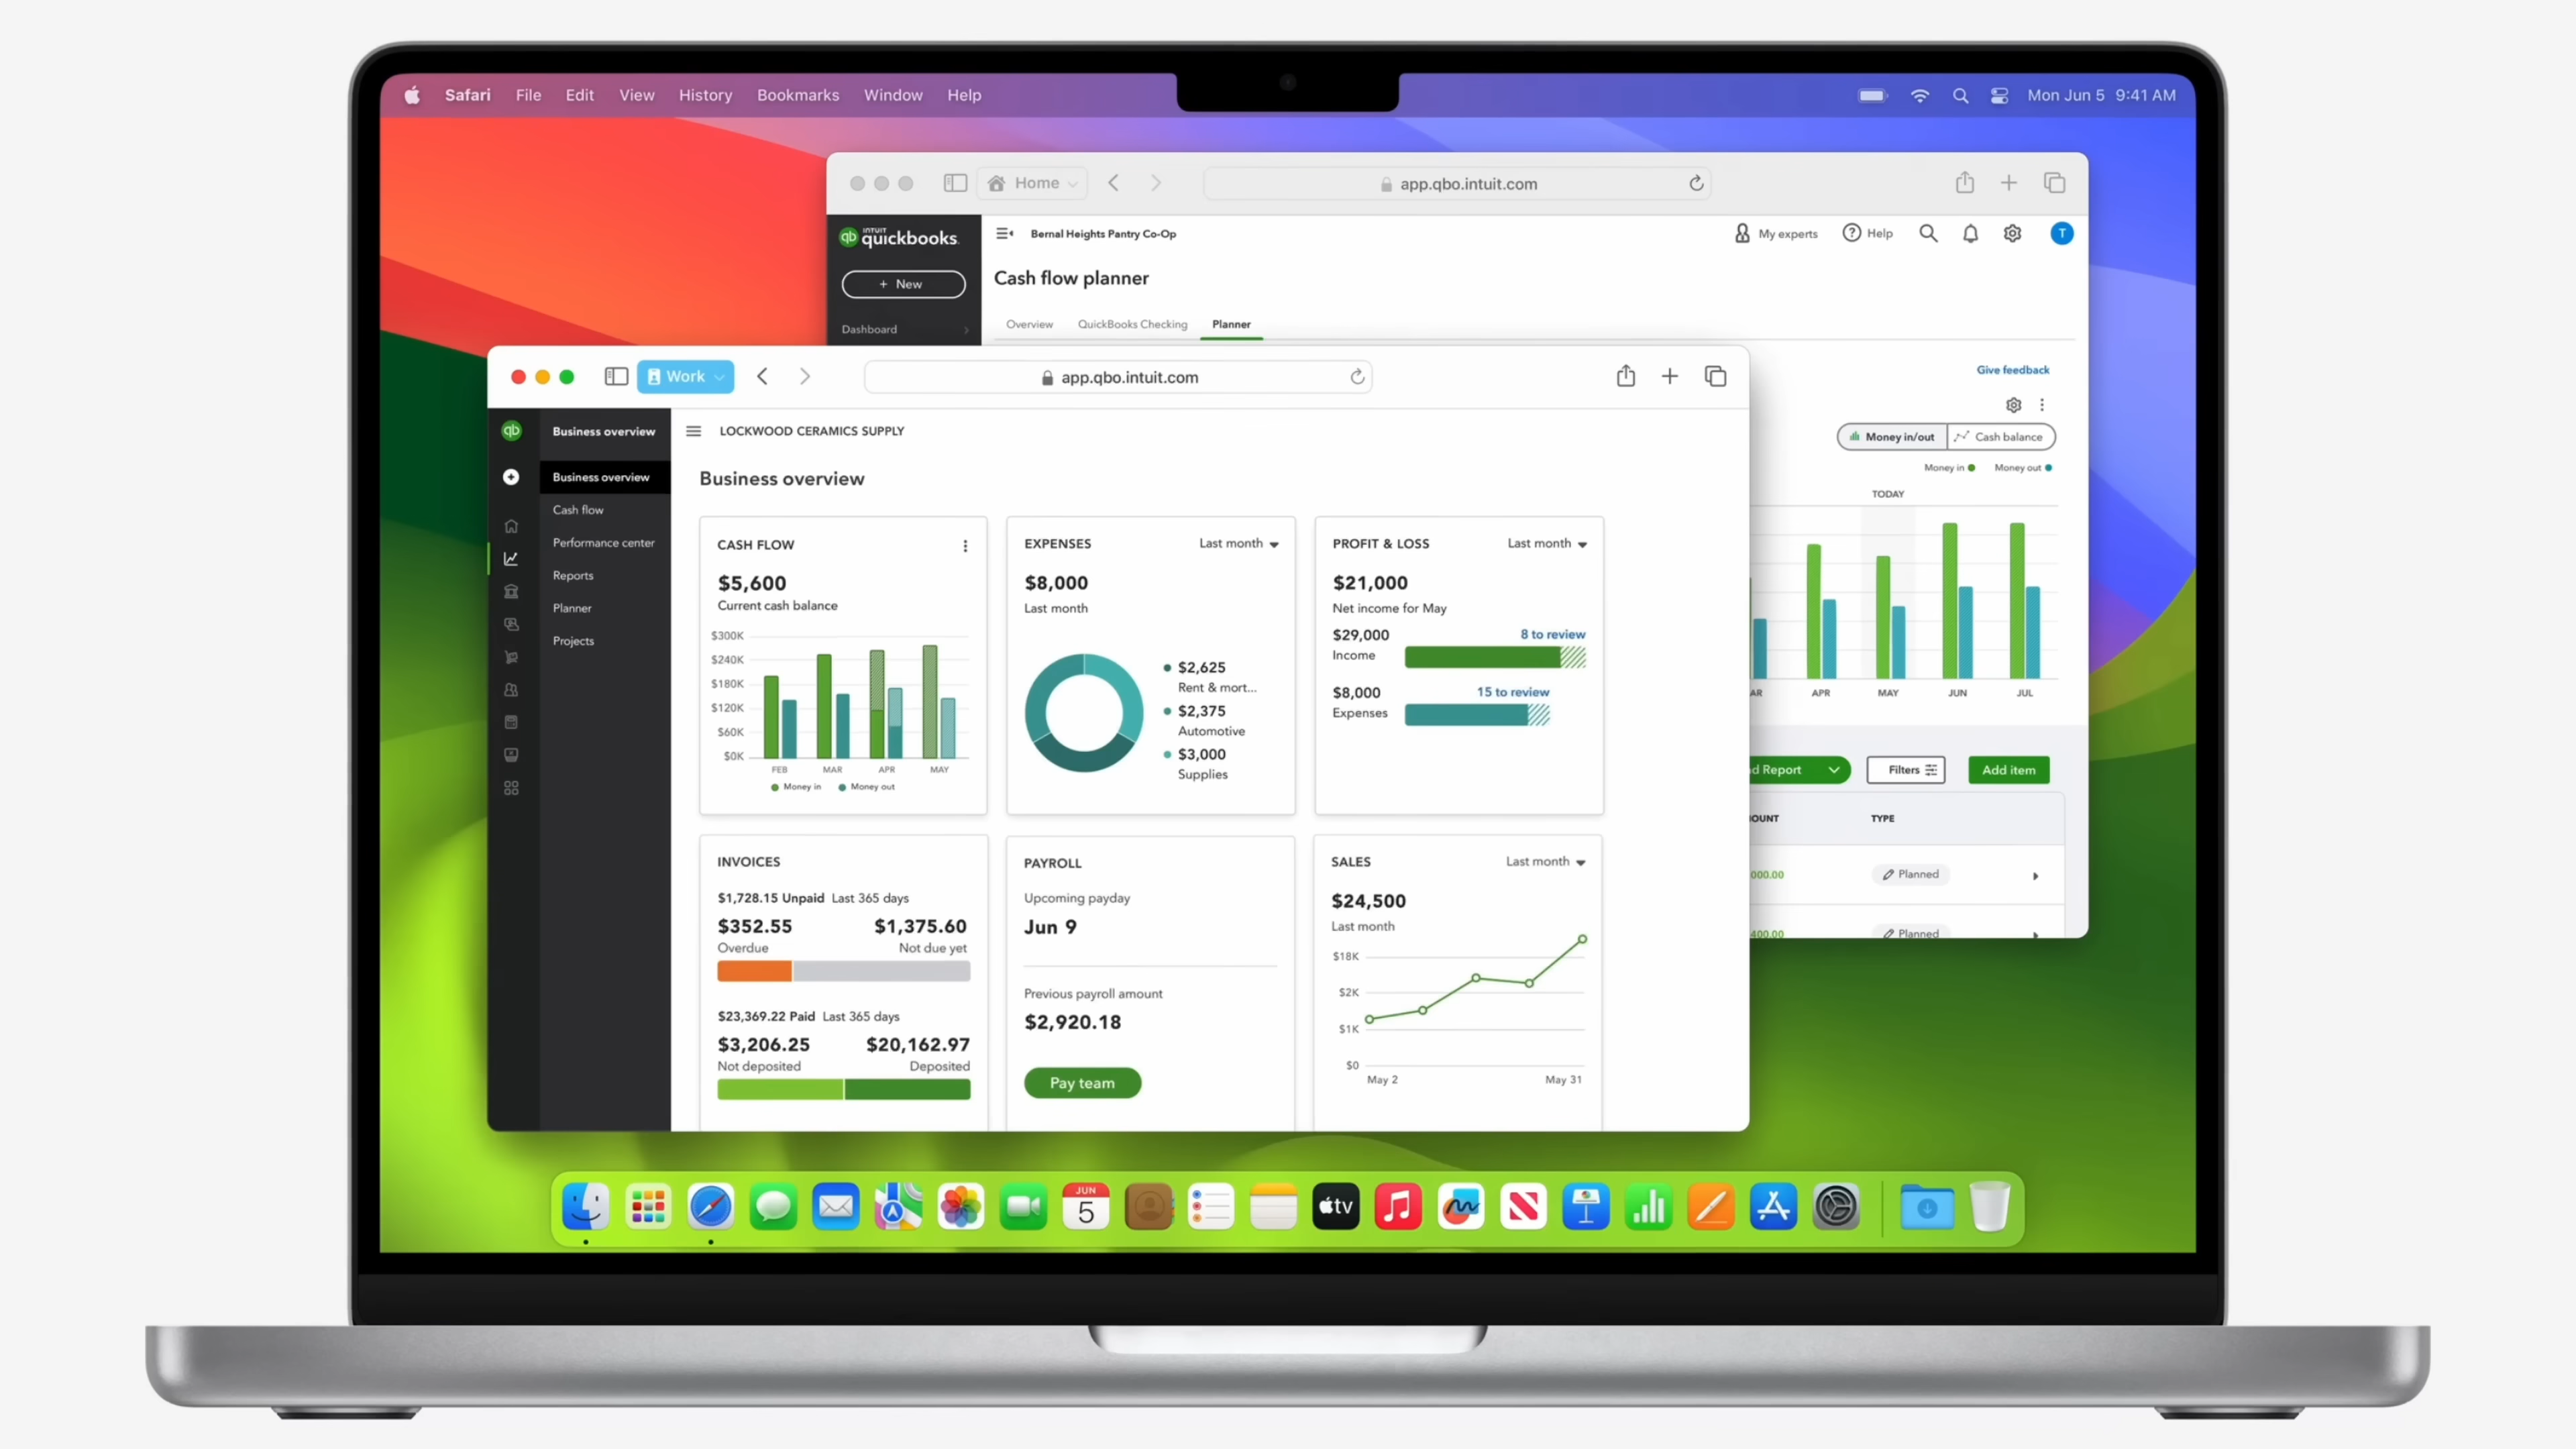 Safari File Edit View History Bookmarks Window Help
Mon Jun 5 9:41 AM
Home
app.qbo.intuit.com
INTUIT
quickbooks.
+ New
Dashboard
Bernal Heights Pantry Co-Op
My experts
Help
T
Cash flow planner
Overview QuickBooks Checking Planner
Give feedback
Money in/out Cash balance
Money in Money out
TODAY
AR APR MAY JUN JUL
d Report
Filters
Add item
OUNT TYPE
000.00 Planned
400.00 Planned
Work
app.qbo.intuit.com
qb
Business overview
Business overview
Cash flow
Performance center
Reports
Planner
Projects
LOCKWOOD CERAMICS SUPPLY
Business overview
CASH FLOW
$5,600
Current cash balance
$300K
$240K
$180K
$120K
$60K
$0K
FEB MAR APR MAY
Money in Money out
EXPENSES
Last month
$8,000
Last month
$2,625
Rent & mort...
$2,375
Automotive
$3,000
Supplies
PROFIT & LOSS
Last month
$21,000
Net income for May
$29,000
8 to review
Income
$8,000
15 to review
Expenses
INVOICES
$1,728.15 Unpaid Last 365 days
$352.55 $1,375.60
Overdue Not due yet
$23,369.22 Paid Last 365 days
$3,206.25 $20,162.97
Not deposited Deposited
PAYROLL
Upcoming payday
Jun 9
Previous payroll amount
$2,920.18
Pay team
SALES
Last month
$24,500
Last month
$18K
$2K
$1K
$0
May 2 May 31
JUN
5
tv